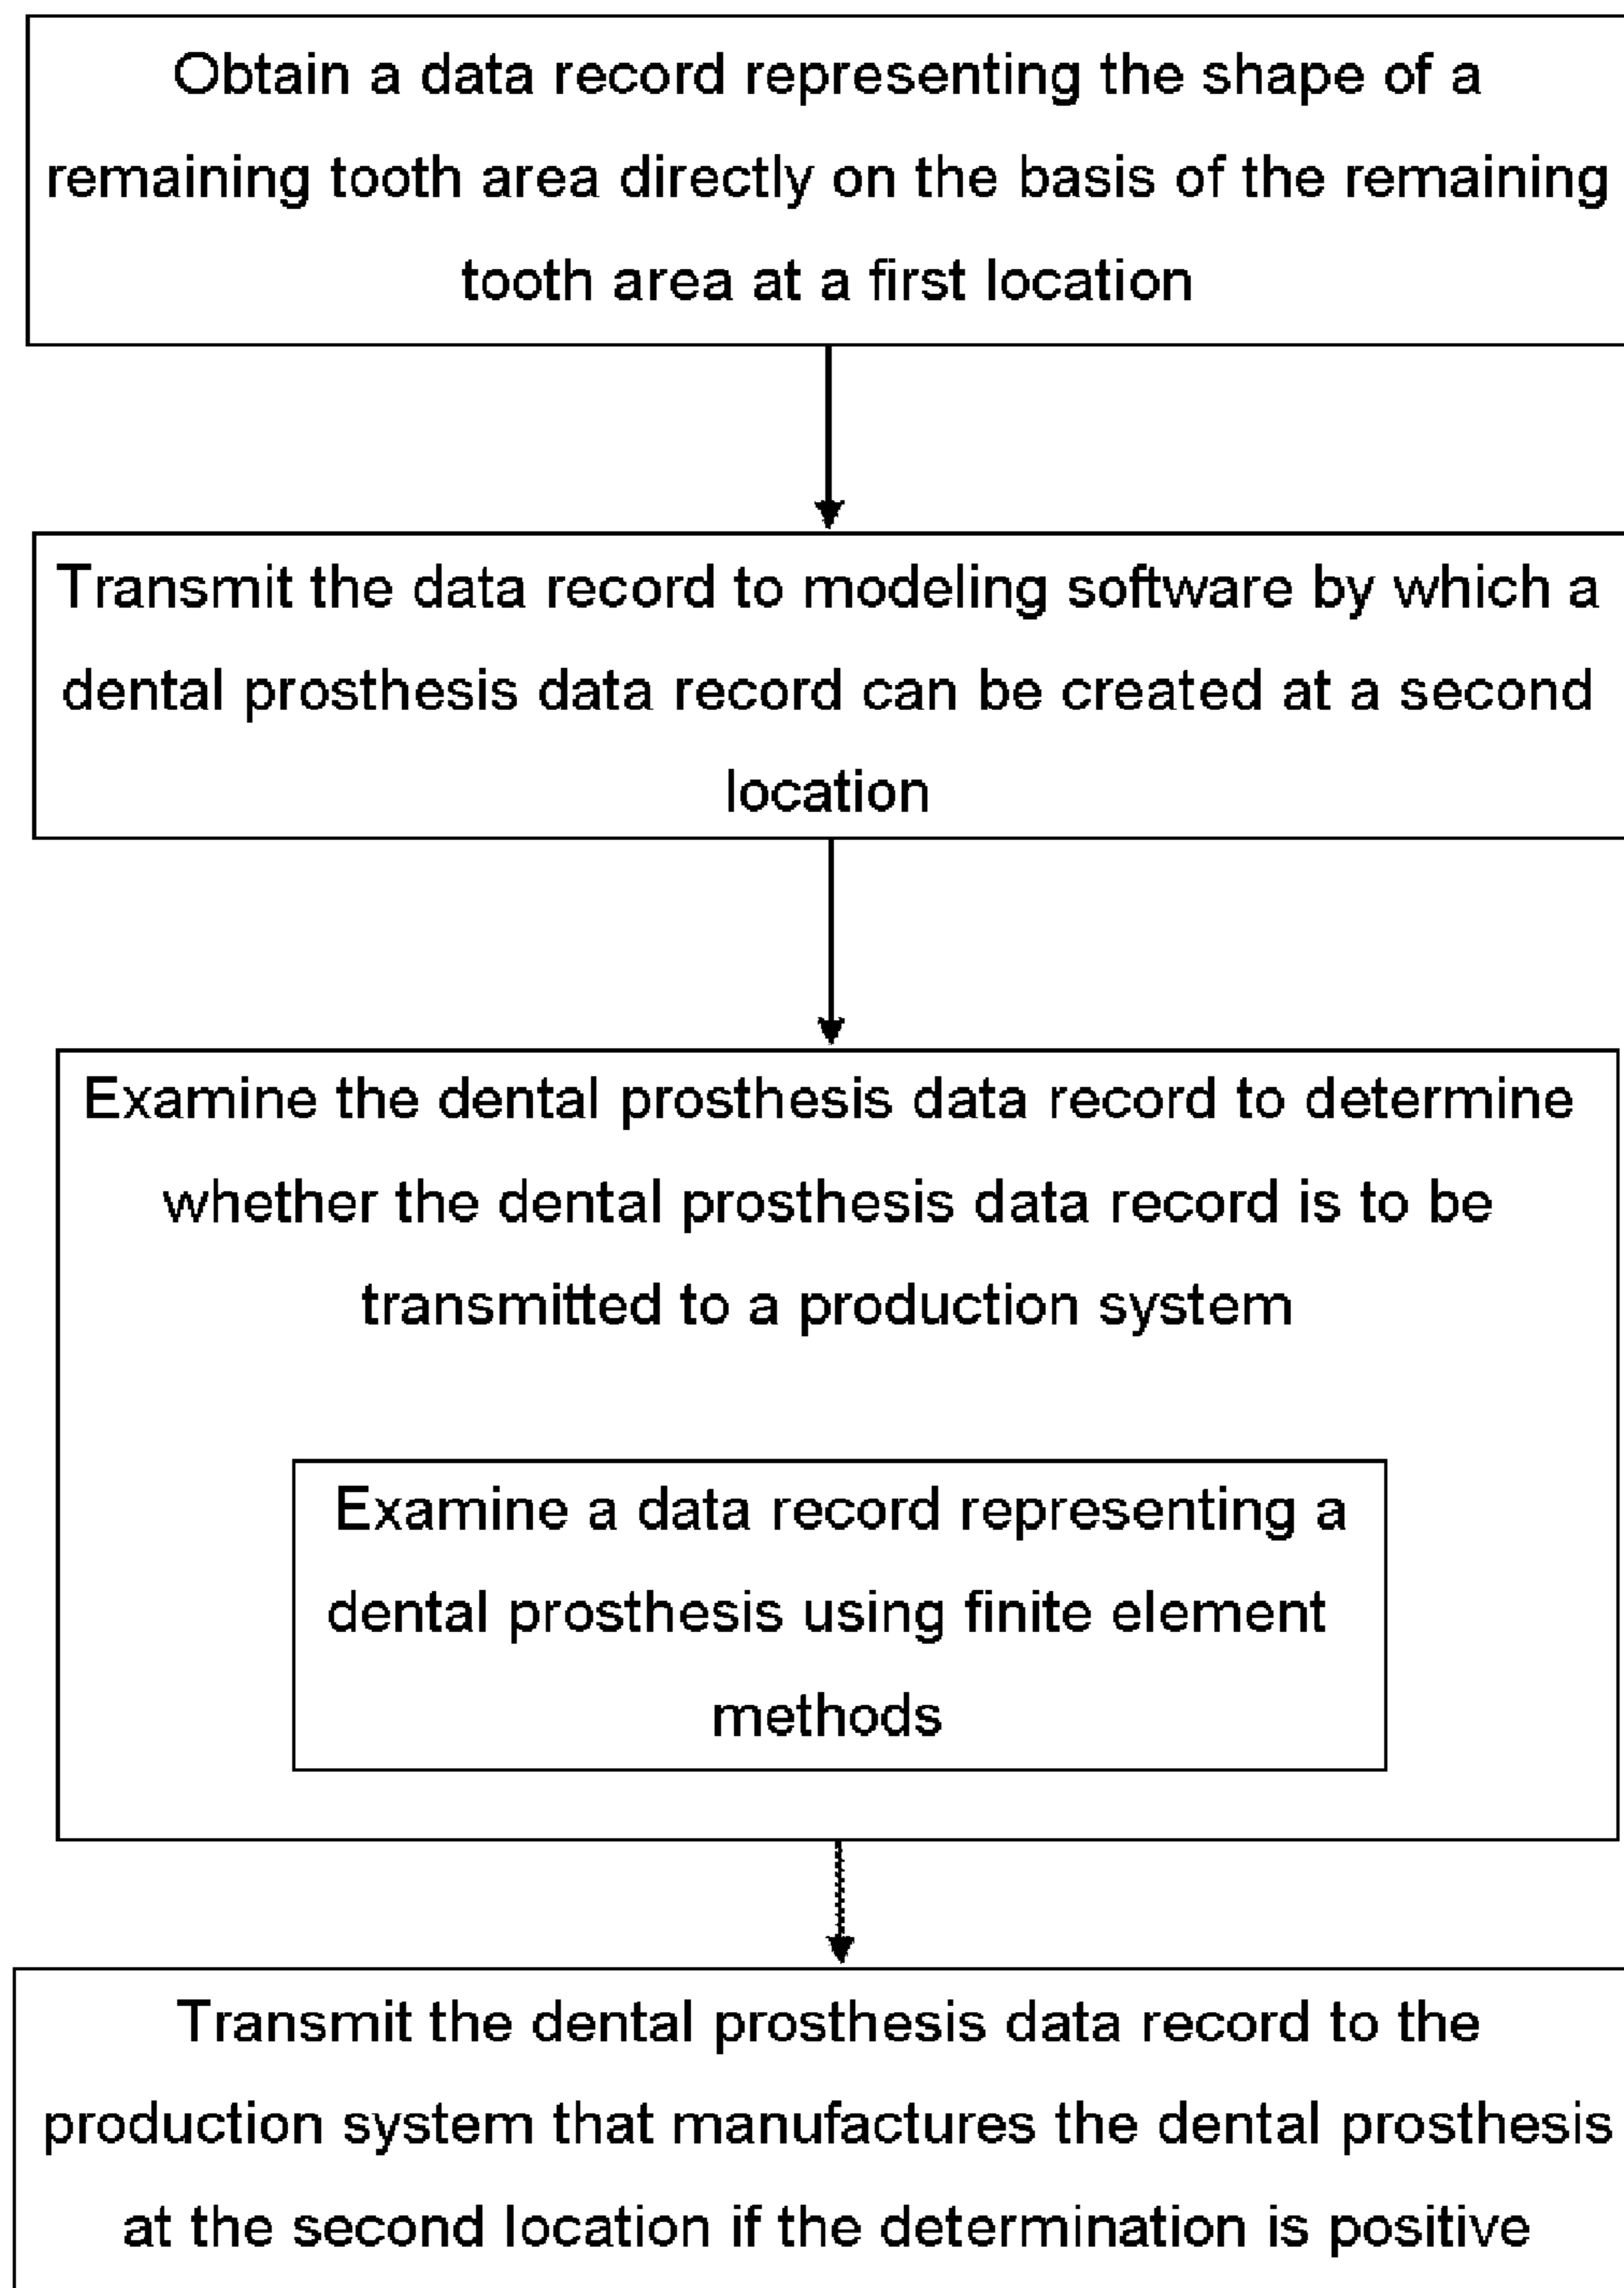 Obtain a data record representing the shape of a
remaining tooth area directly on the basis of the remaining
tooth area at a first location
Transmit the data record to modeling software by which a
dental prosthesis data record can be created at a second
location
Examine the dental prosthesis data record to determine
whether the dental prosthesis data record is to be
transmitted to a production system
Examine a data record representing a
dental prosthesis using finite element
methods
Transmit the dental prosthesis data record to the
production system that manufactures the dental prosthesis
at the second location if the determination is positive